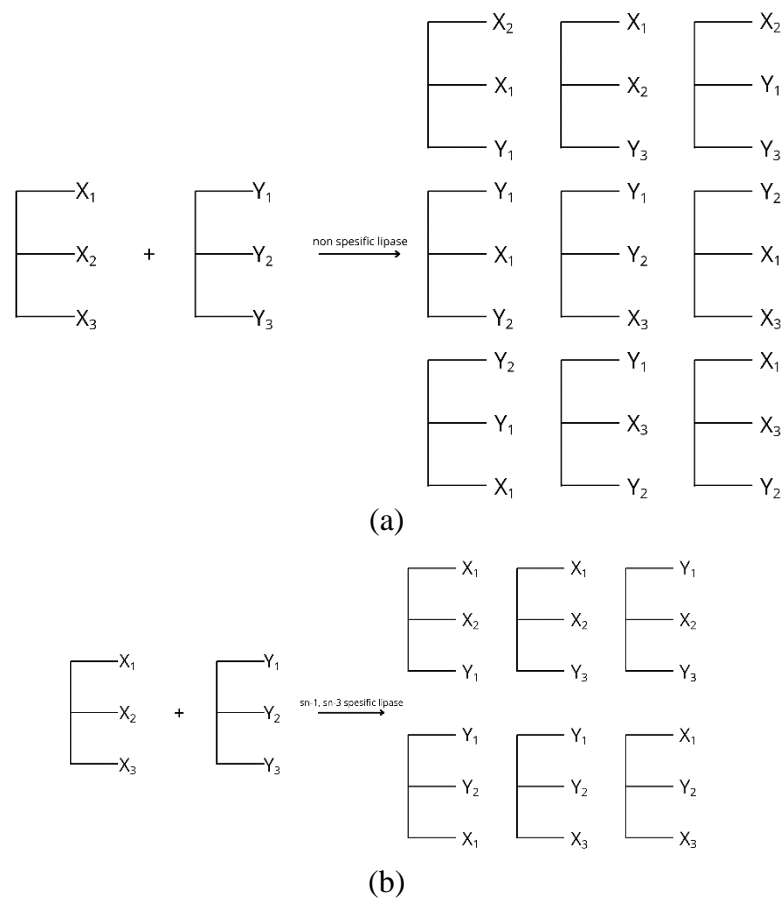 X₂ X₁ X₂
X₁ X₂ Y₁
Y₁ Y₃ Y₃
X₁ Y₁ Y₁ Y₁ Y₂
non spesific lipase
X₂ + Y₂ X₁ Y₂ X₁
X₃ Y₃ Y₂ X₃ X₃
Y₂ Y₁ X₁
Y₁ X₃ X₃
X₁ Y₂ Y₂
(a)
X₁ X₁ Y₁
X₂ X₂ X₂
X₁ Y₁ Y₁ Y₃ Y₃
sn-1, sn-3 spesific lipase
X₂ + Y₂
X₃ Y₃ Y₁ Y₁ X₁
Y₂ Y₂ Y₂
X₁ X₃ X₃
(b)